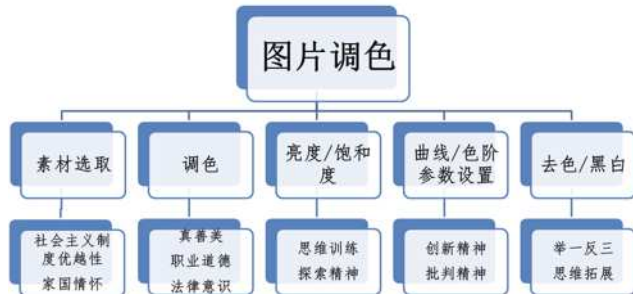 图片调色
素材选取
调色
亮度/饱和
度
曲线/色阶
参数设置
去色/黑白
社会主义制
度优越性
家国情怀
真善美
职业道德
法律意识
思维训练
探索精神
创新精神
批判精神
举一反三
思维拓展